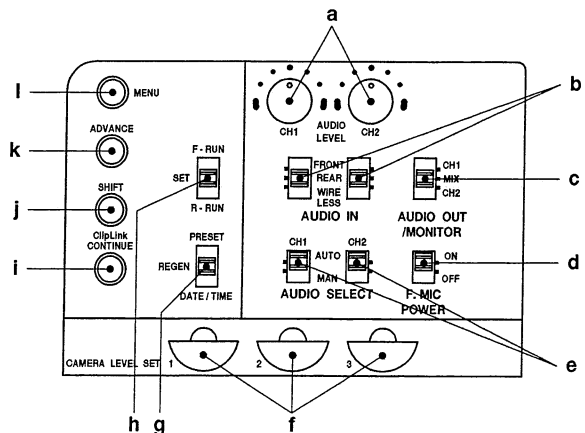 a
l
MENU
CH1
AUDIO
LEVEL
CH2
b
ADVANCE
k
F - RUN
SET
R - RUN
FRONT
REAR
WIRE
LESS
AUDIO IN
CH1
MIX
CH2
AUDIO OUT
/MONITOR
c
SHIFT
j
ClipLink
CONTINUE
i
PRESET
REGEN
DATE / TIME
CH1
AUTO
CH2
MAN
AUDIO SELECT
ON
OFF
F. MIC
POWER
d
e
CAMERA LEVEL SET
1
2
3
h
g
f